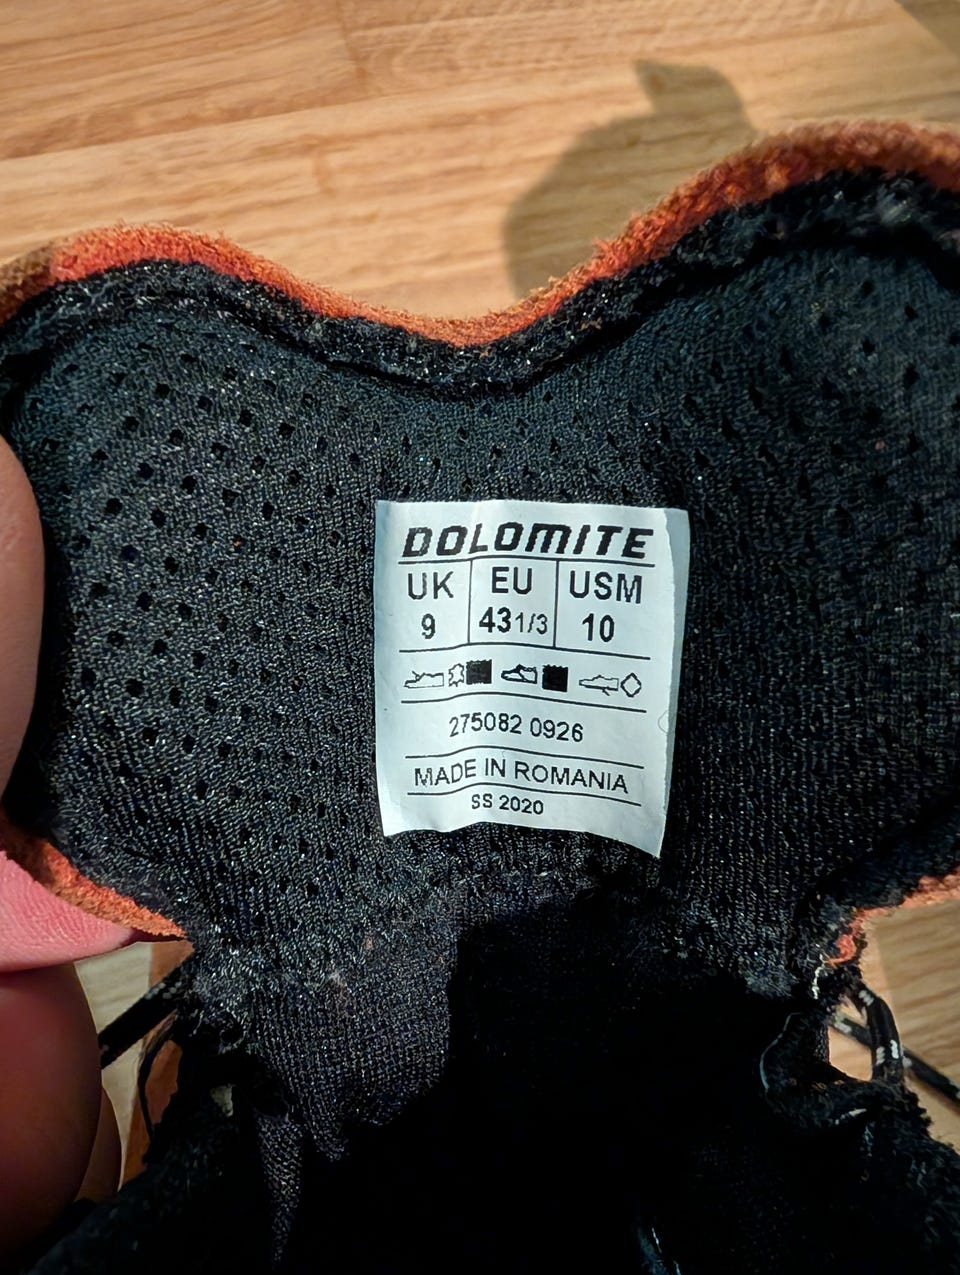 DOLOMITE
UK EU USM
9 43 1/3 10
275082 0926
MADE IN ROMANIA
SS 2020